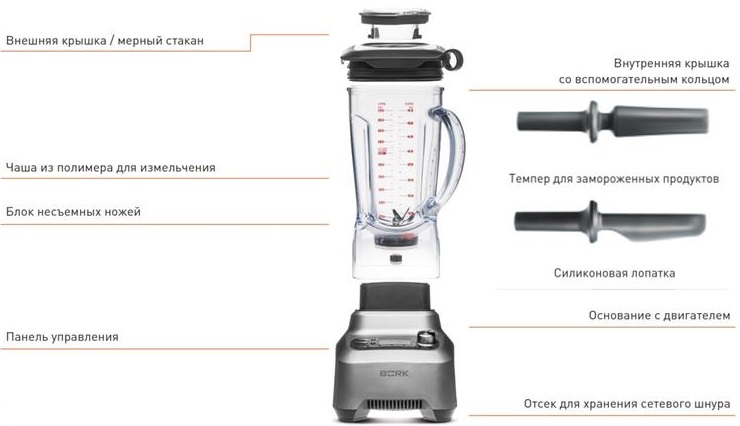 Внешняя крышка / мерный стакан
Внутренняя крышка
со вспомогательным кольцом
Чаша из полимера для измельчения
Темпер для замороженных продуктов
Блок несъемных ножей
Силиконовая лопатка
Основание с двигателем
Панель управления
BORK
Отсек для хранения сетевого шнура